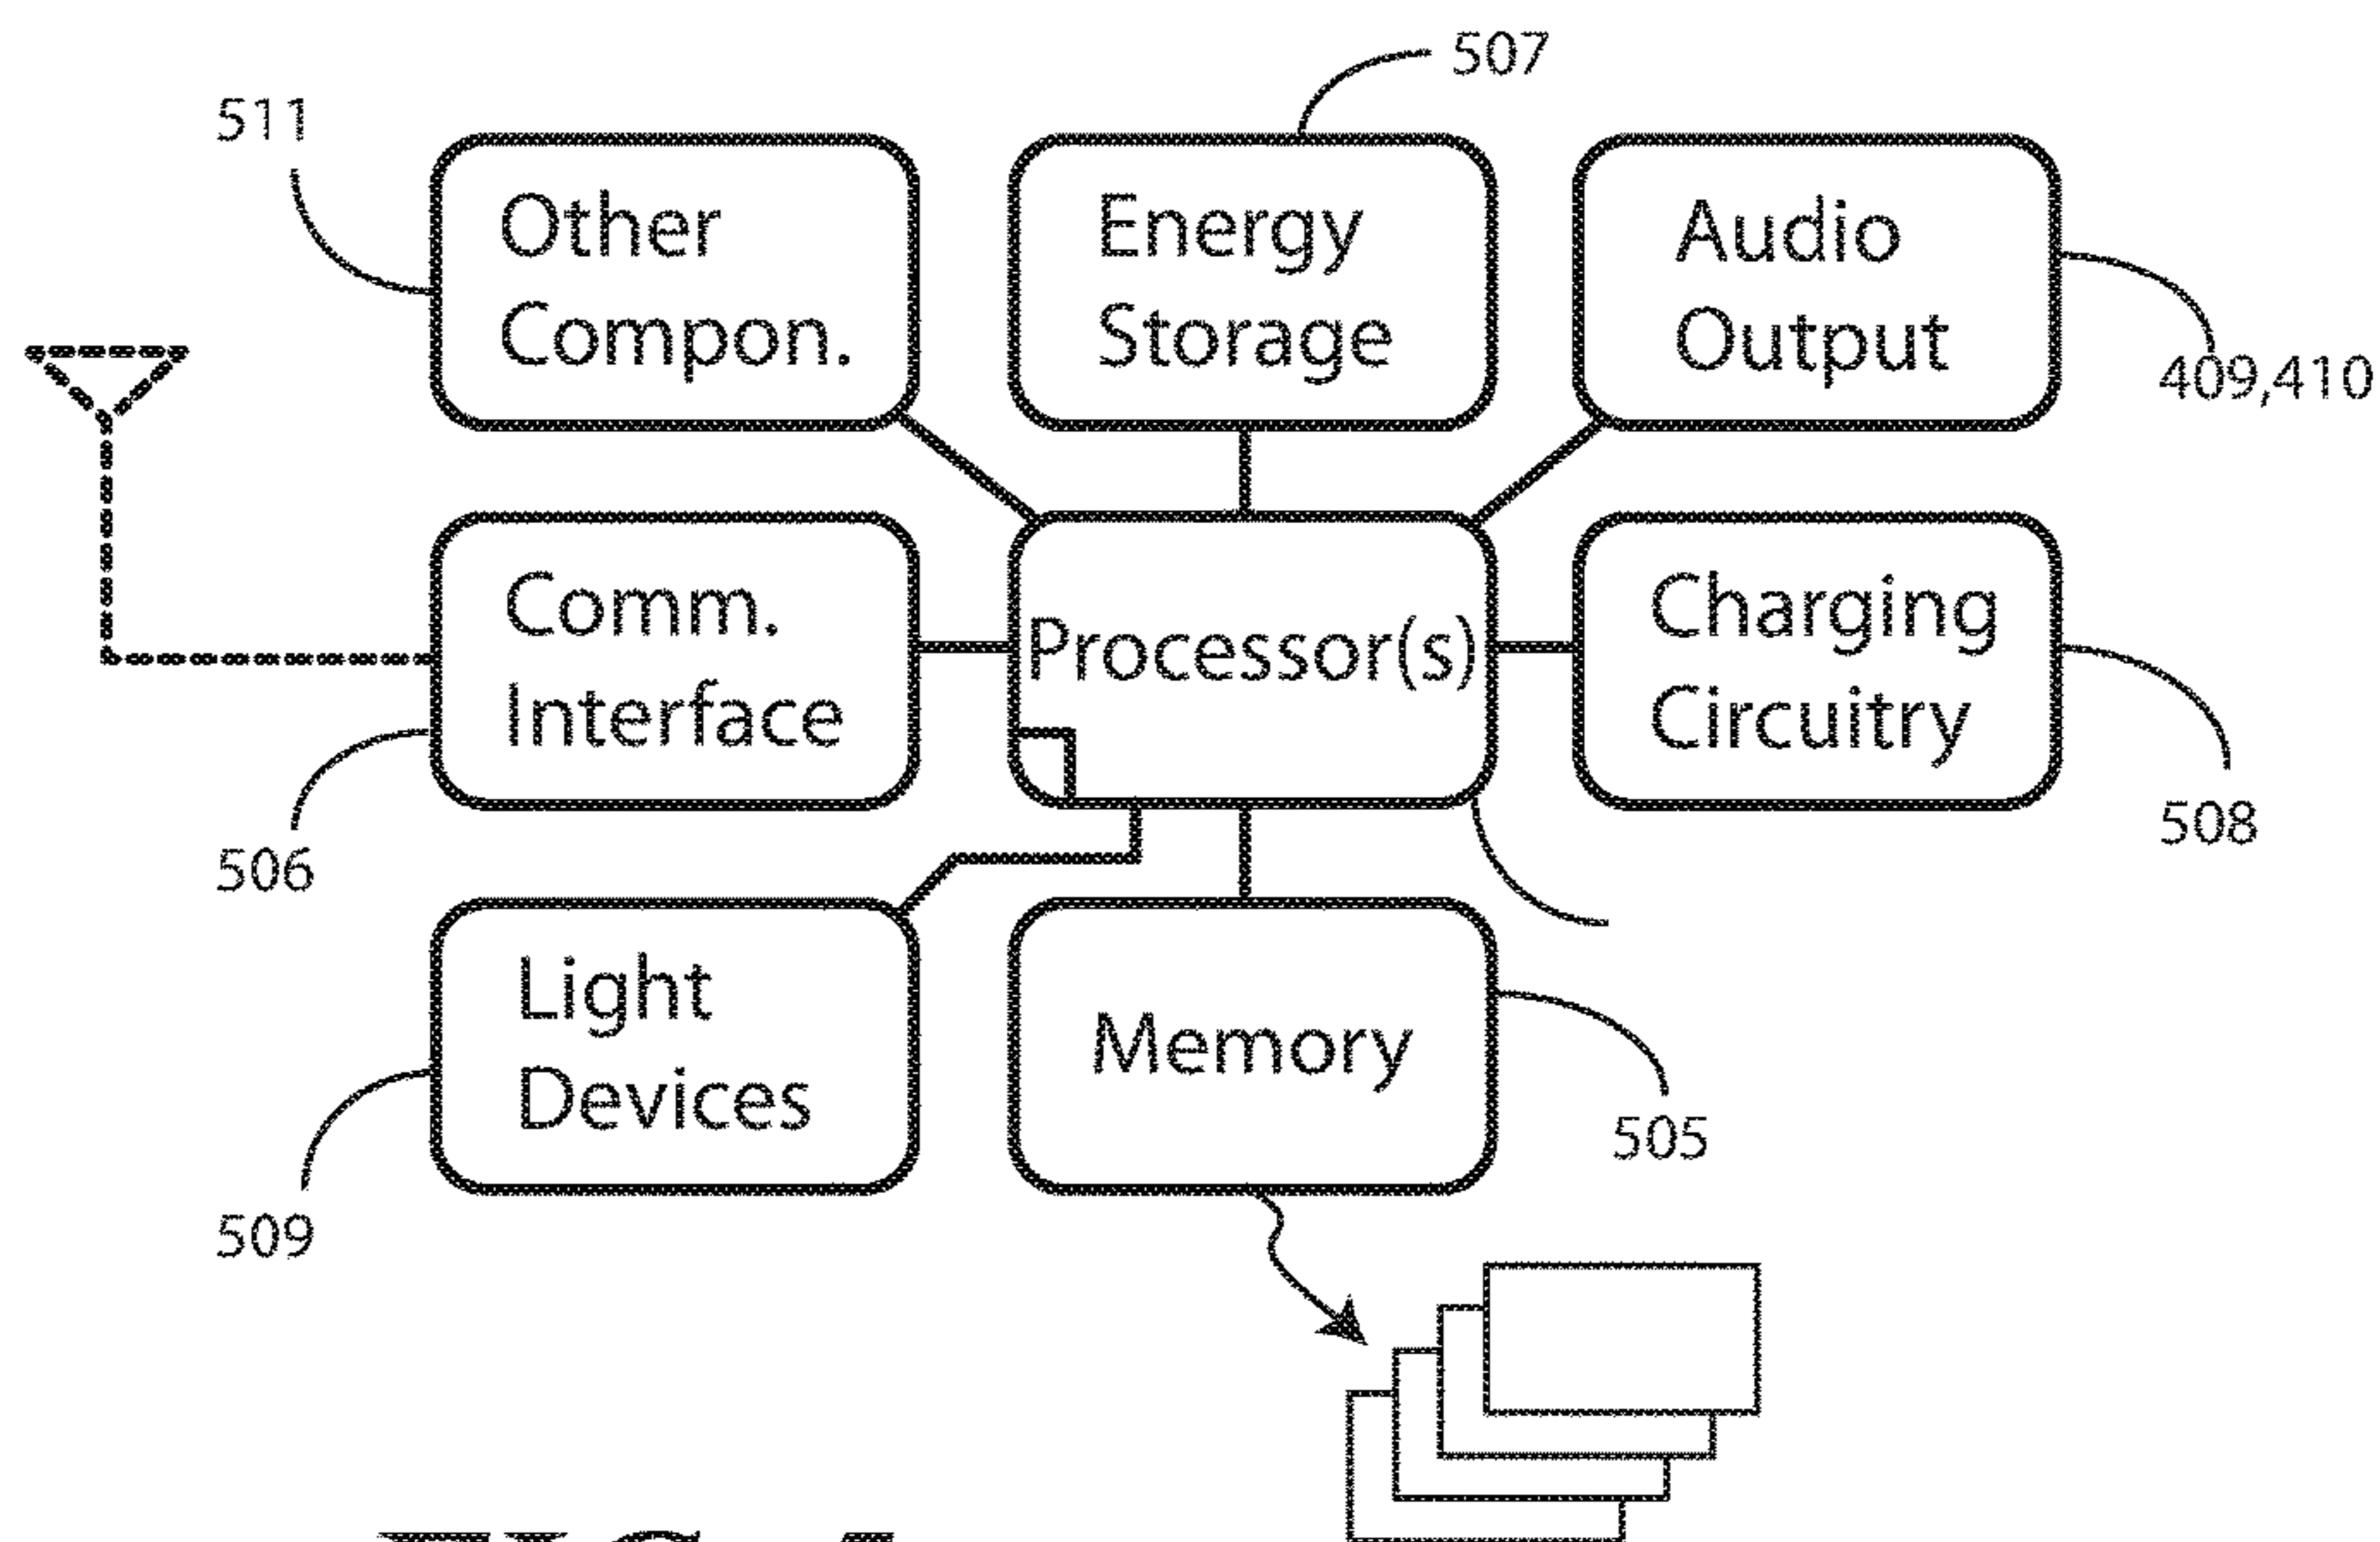 507
511
Other
Compon.
Energy
Storage
Audio
Output
409,410
Comm.
Interface
Processor(s)
Charging
Circuitry
506
508
Light
Devices
Memory
505
509